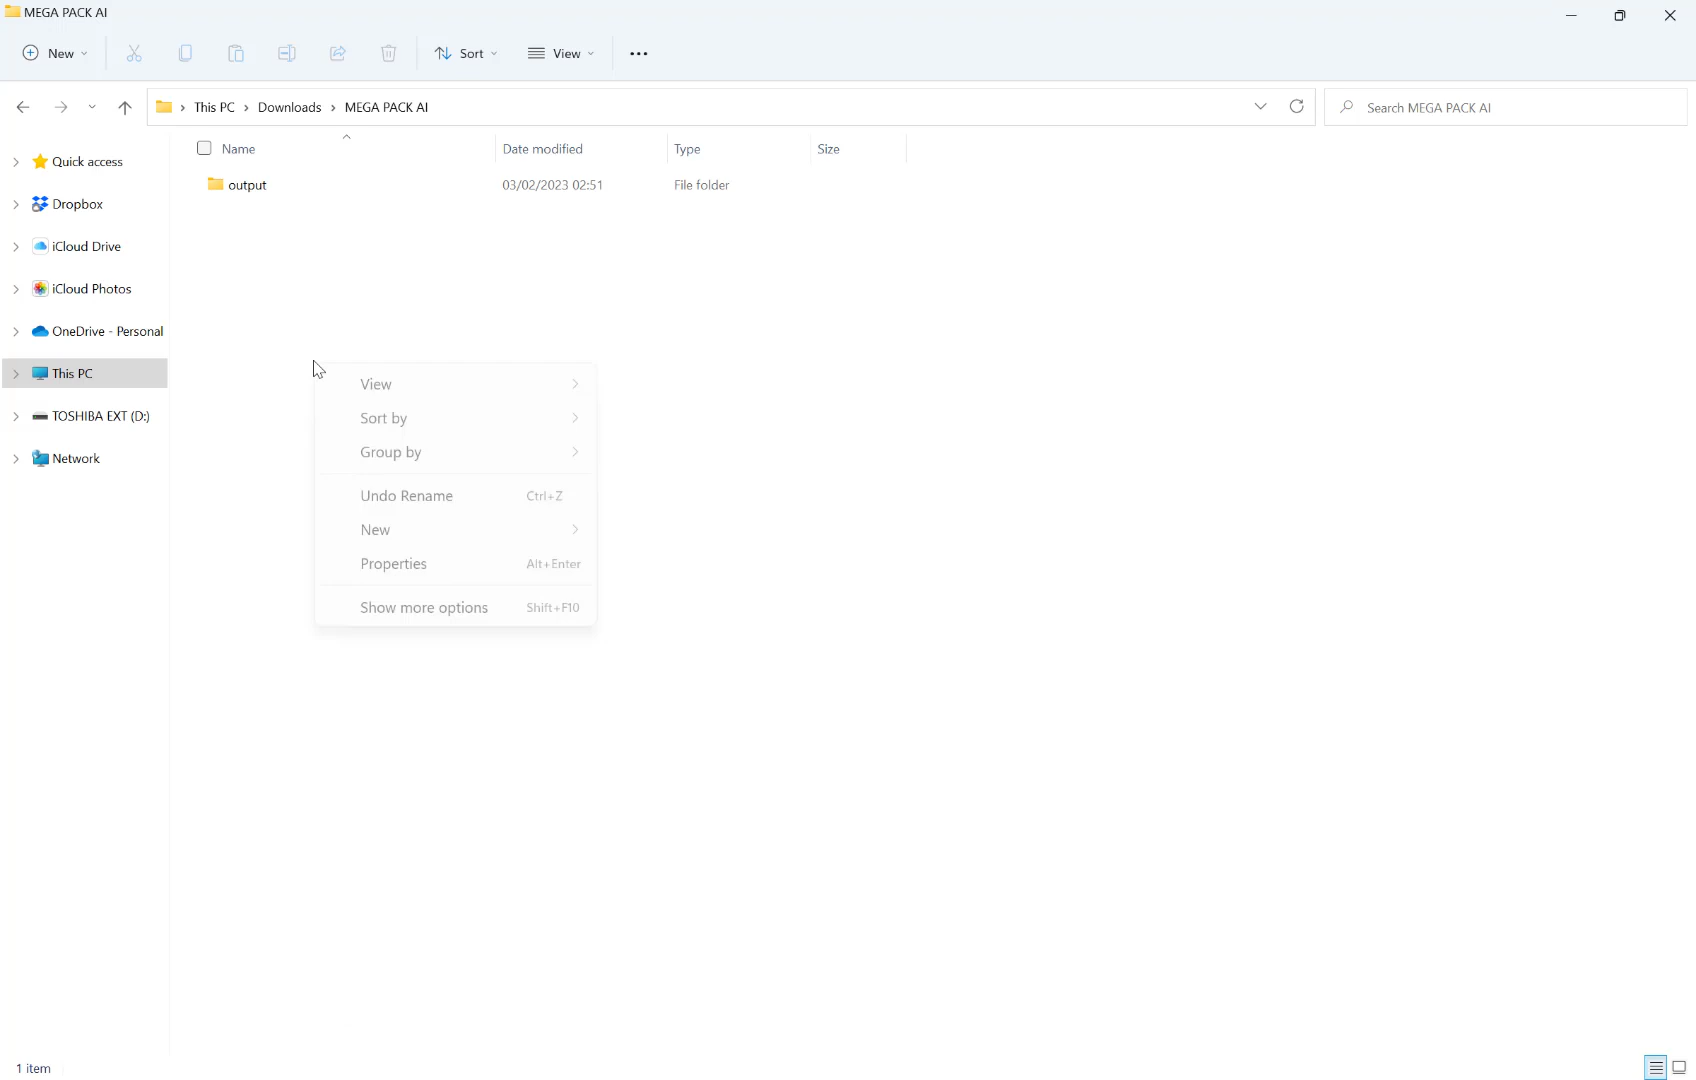 MEGA PACK AI
New Sort View
This PC > Downloads > MEGA PACK AI Search MEGA PACK AI
Name Date modified Type Size
output 03/02/2023 02:51 File folder
Quick access
Dropbox
iCloud Drive
iCloud Photos
OneDrive - Personal
This PC
TOSHIBA EXT (D:)
Network
View
Sort by
Group by
Undo Rename Ctrl+Z
New
Properties Alt+Enter
Show more options Shift+F10
1 item